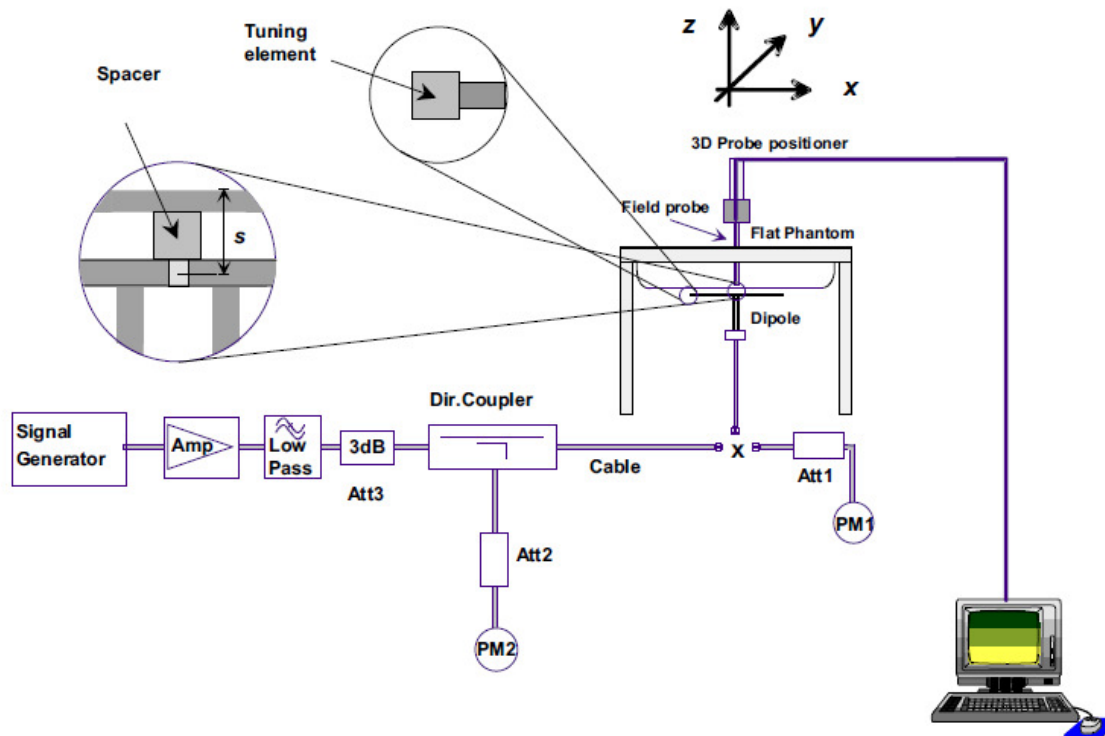 Tuning
element
Spacer
s
z
y
x
3D Probe positioner
Field probe
Flat Phantom
Dipole
Dir.Coupler
Signal
Generator
Amp
Low
Pass
3dB
Att3
Cable
X
Att1
PM1
Att2
PM2